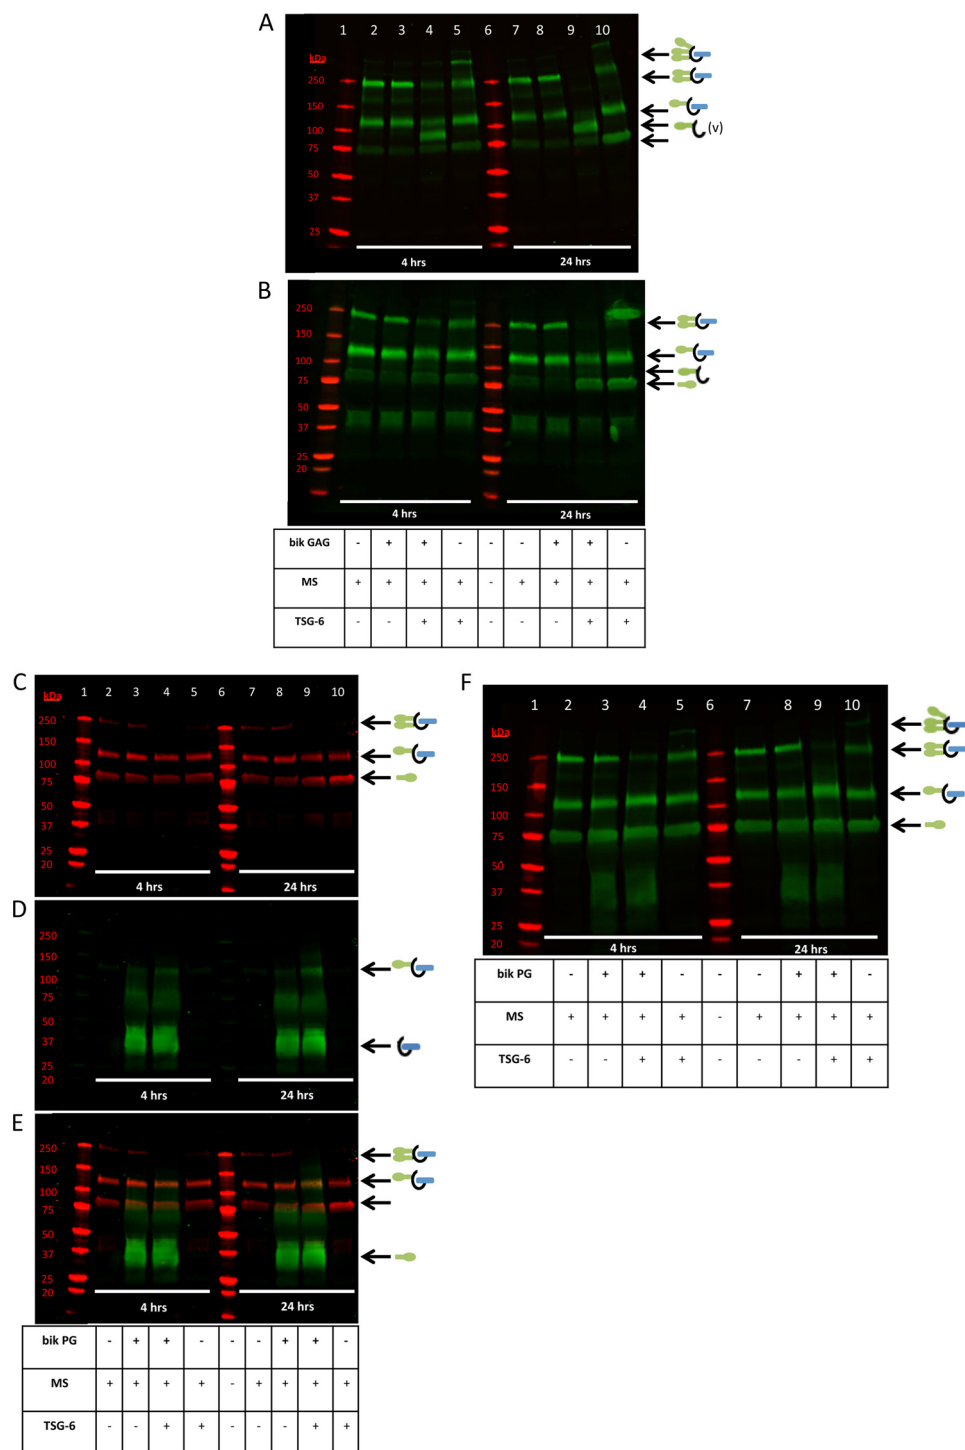 A
1 2 3 4 5 6 7 8 9 10
kDa
250
150
100
75
50
37
25
(v)
4 hrs 24 hrs
B
250
150
100
75
50
37
25
20
4 hrs 24 hrs
bik GAG - + + - - - + + -
MS + + + + - + + + +
TSG-6 - - + + - - - + +
C
1 2 3 4 5 6 7 8 9 10
kDa
250
150
100
75
50
37
25
20
4 hrs 24 hrs
D
250
150
100
75
50
37
25
20
4 hrs 24 hrs
E
250
150
100
75
50
37
25
20
4 hrs 24 hrs
bik PG - + + - - - + + -
MS + + + + - + + + +
TSG-6 - - + + - - - + +
F
1 2 3 4 5 6 7 8 9 10
kDa
250
150
100
75
50
37
25
20
4 hrs 24 hrs
bik PG - + + - - - + + -
MS + + + + - + + + +
TSG-6 - - + + - - - + +